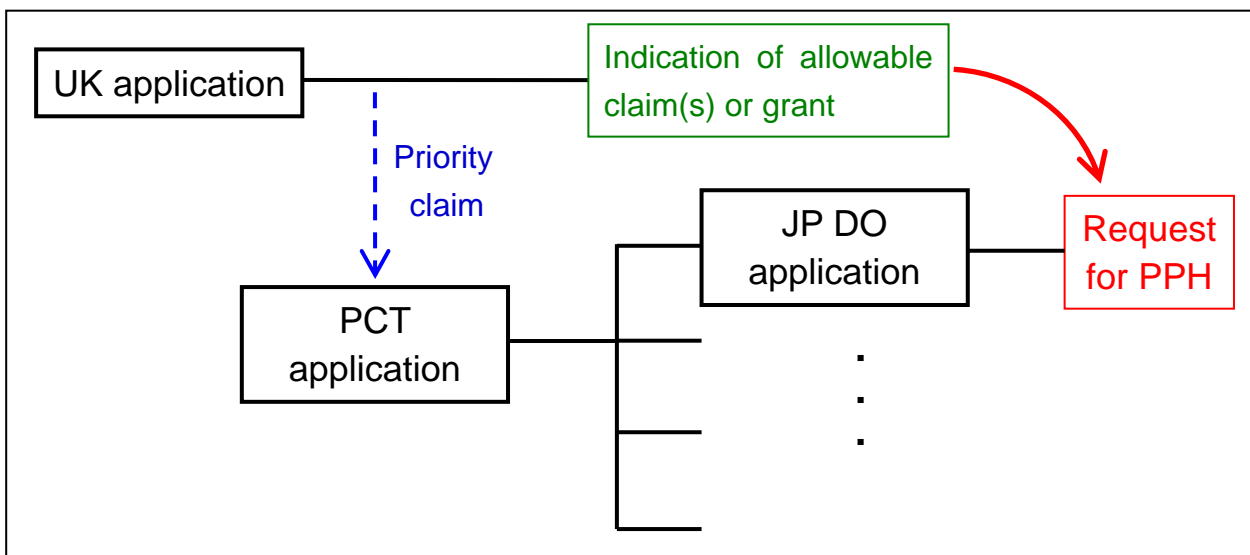 UK application
Indication of allowable
claim(s) or grant
Priority
claim
JP DO
application
Request
for PPH
PCT
application
.
.
.